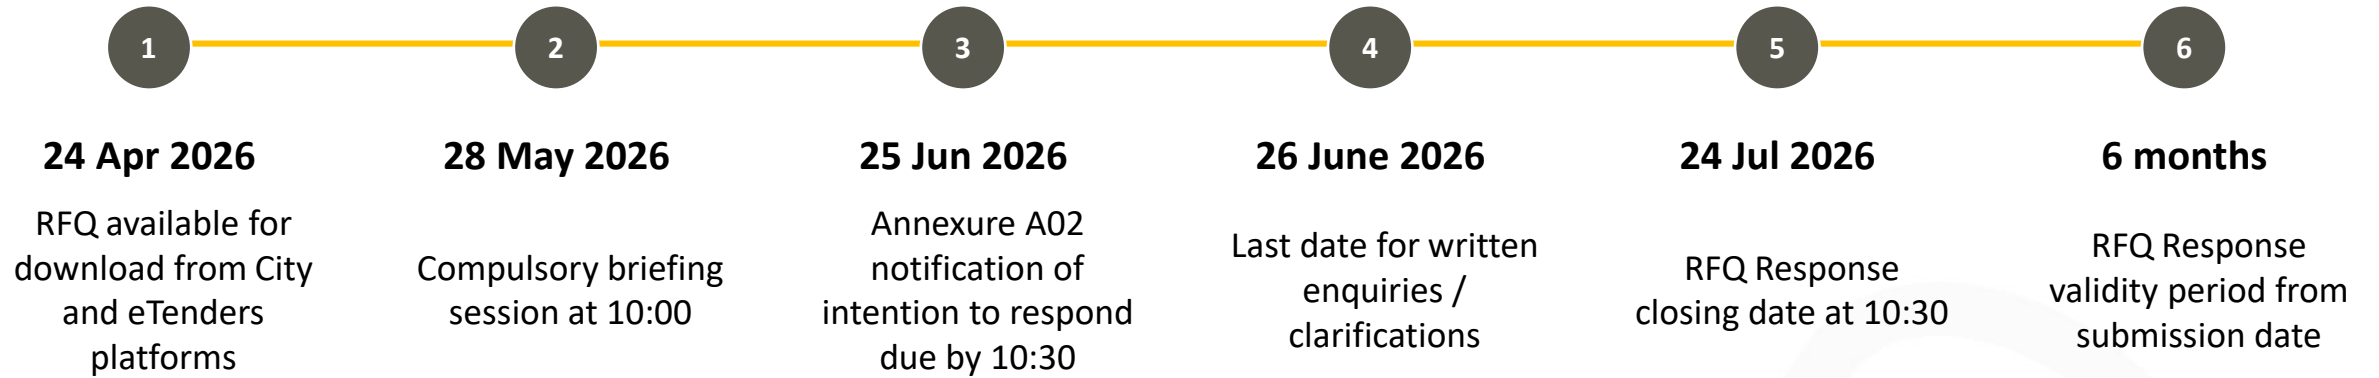 1
2
3
4
5
6
24 Apr 2026
RFQ available for
download from City
and eTenders
platforms
28 May 2026
Compulsory briefing
session at 10:00
25 Jun 2026
Annexure A02
notification of
intention to respond
due by 10:30
26 June 2026
Last date for written
enquiries /
clarifications
24 Jul 2026
RFQ Response
closing date at 10:30
6 months
RFQ Response
validity period from
submission date